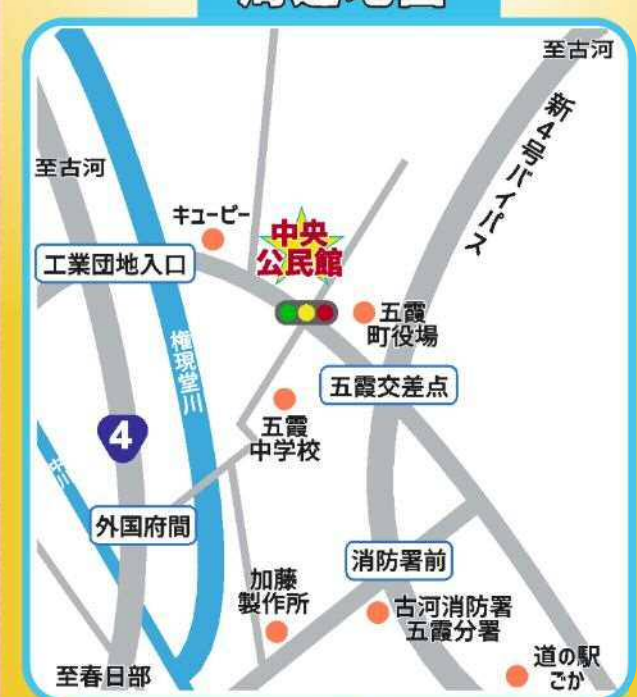 周辺地図
至古河
新4号バイパス
至古河
キューピー
中央
公民館
工業団地入口
五霞
町役場
権現堂川
五霞交差点
4
五霞
中学校
中川
外国府間
消防署前
加藤
製作所
古河消防署
五霞分署
道の駅
ごか
至春日部